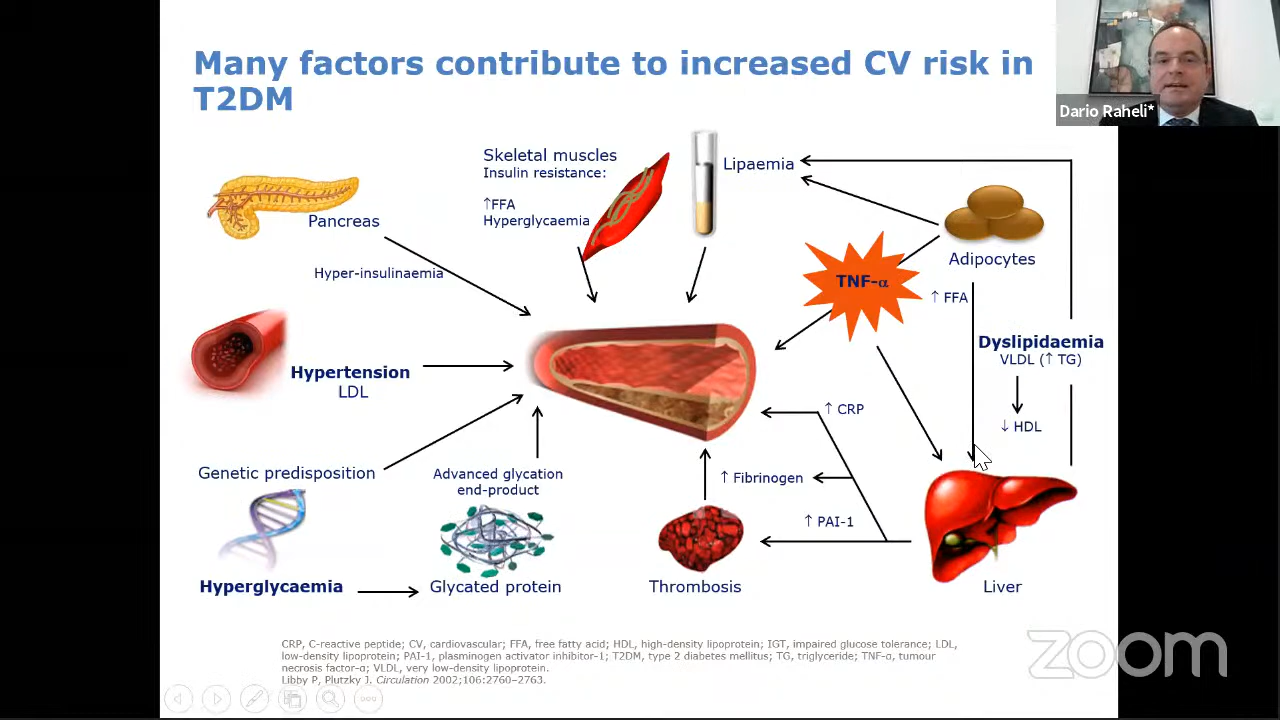 Many factors contribute to increased CV risk in
T2DM
Dario Raheli*
Skeletal muscles
Insulin resistance:
↑FFA
Hyperglycaemia
Lipaemia
Pancreas
Hyper-insulinaemia
TNF-α
Adipocytes
↑ FFA
Dyslipidaemia
VLDL (↑ TG)
↓ HDL
Hypertension
LDL
↑ CRP
Genetic predisposition
Advanced glycation
end-product
↑ Fibrinogen
↑ PAI-1
Hyperglycaemia
Glycated protein
Thrombosis
Liver
CRP, C-reactive peptide; CV, cardiovascular; FFA, free fatty acid; HDL, high-density lipoprotein; IGT, impaired glucose tolerance; LDL,
low-density lipoprotein; PAI-1, plasminogen activator inhibitor-1; T2DM, type 2 diabetes mellitus; TG, triglyceride; TNF-α, tumour
necrosis factor-α; VLDL, very low-density lipoprotein.
Libby P, Plutzky J. Circulation 2002;106:2760–2763.
zoom